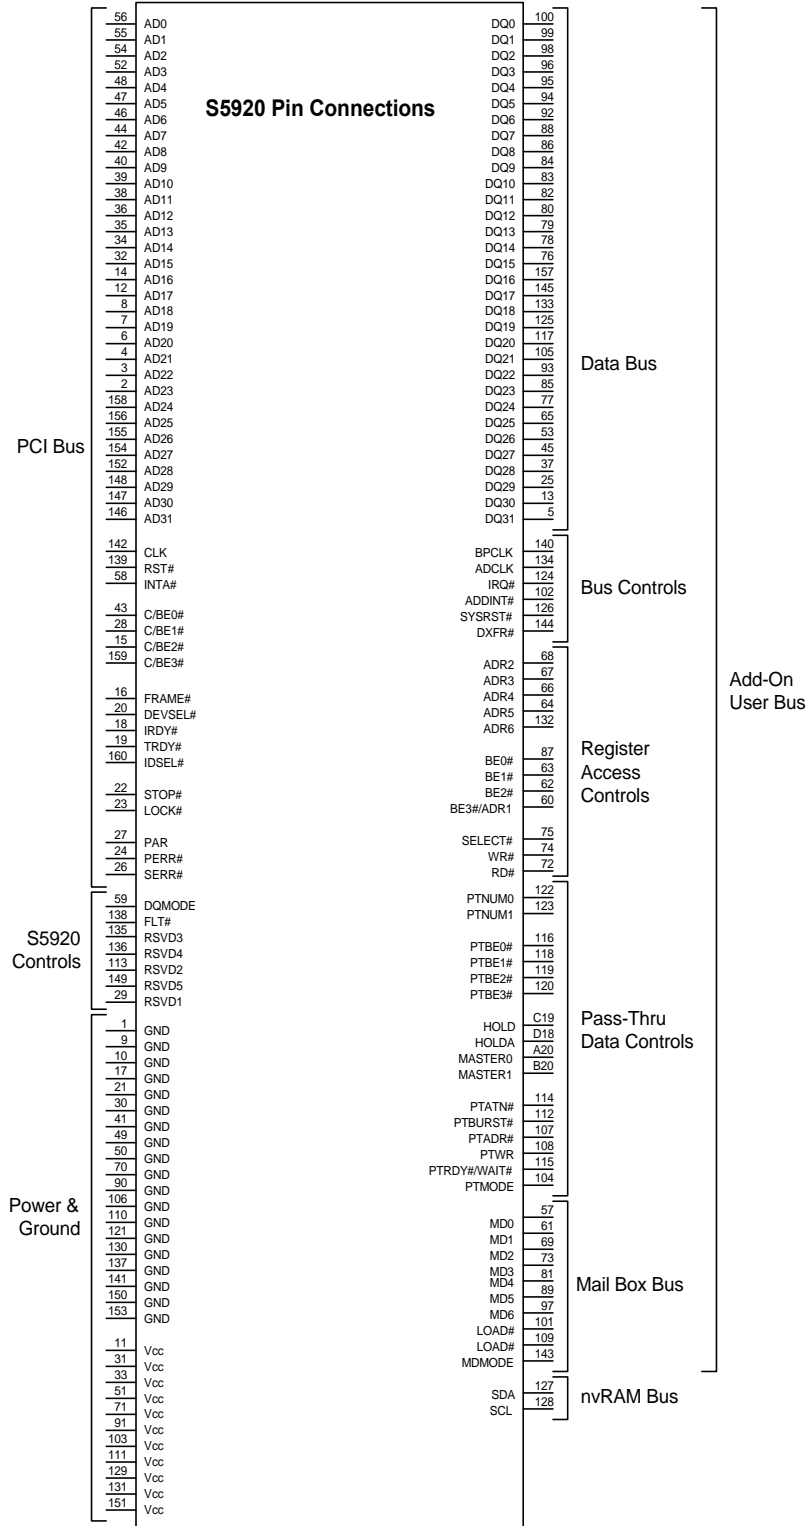 S5920 Pin Connections
PCI Bus
56 AD0
55 AD1
54 AD2
52 AD3
48 AD4
47 AD5
46 AD6
44 AD7
42 AD8
40 AD9
39 AD10
38 AD11
36 AD12
35 AD13
34 AD14
32 AD15
14 AD16
12 AD17
8 AD18
7 AD19
6 AD20
4 AD21
3 AD22
2 AD23
158 AD24
156 AD25
155 AD26
154 AD27
152 AD28
148 AD29
147 AD30
146 AD31
142 CLK
139 RST#
58 INTA#
43 C/BE0#
28 C/BE1#
15 C/BE2#
159 C/BE3#
16 FRAME#
20 DEVSEL#
18 IRDY#
19 TRDY#
160 IDSEL#
22 STOP#
23 LOCK#
27 PAR
24 PERR#
26 SERR#
S5920
Controls
59 DQMODE
138 FLT#
135 RSVD3
136 RSVD4
113 RSVD2
149 RSVD5
29 RSVD1
Power &
Ground
1 GND
9 GND
10 GND
17 GND
21 GND
30 GND
41 GND
49 GND
50 GND
70 GND
90 GND
106 GND
110 GND
121 GND
130 GND
137 GND
141 GND
150 GND
153 GND
11 Vcc
31 Vcc
33 Vcc
51 Vcc
71 Vcc
91 Vcc
103 Vcc
111 Vcc
129 Vcc
131 Vcc
151 Vcc
DQ0 100
DQ1 99
DQ2 98
DQ3 96
DQ4 95
DQ5 94
DQ6 92
DQ7 88
DQ8 86
DQ9 84
DQ10 83
DQ11 82
DQ12 80
DQ13 79
DQ14 78
DQ15 76
DQ16 157
DQ17 145
DQ18 133
DQ19 125
DQ20 117
DQ21 105
DQ22 93
DQ23 85
DQ24 77
DQ25 65
DQ26 53
DQ27 45
DQ28 37
DQ29 25
DQ30 13
DQ31 5
Data Bus
BPCLK 140
ADCLK 134
IRQ# 124
ADDINT# 102
SYSRST# 126
DXFR# 144
Bus Controls
ADR2 68
ADR3 67
ADR4 66
ADR5 64
ADR6 132
BE0# 87
BE1# 63
BE2# 62
BE3#/ADR1 60
SELECT# 75
WR# 74
RD# 72
Register
Access
Controls
PTNUM0 122
PTNUM1 123
PTBE0# 116
PTBE1# 118
PTBE2# 119
PTBE3# 120
HOLD C19
HOLDA D18
MASTER0 A20
MASTER1 B20
PTATN# 114
PTBURST# 112
PTADR# 107
PTWR 108
PTRDY#/WAIT# 115
PTMODE 104
Pass-Thru
Data Controls
MD0 57
MD1 61
MD2 69
MD3 73
MD4 81
MD5 89
MD6 97
LOAD# 101
LOAD# 109
MDMODE 143
Mail Box Bus
SDA 127
SCL 128
nvRAM Bus
Add-On
User Bus